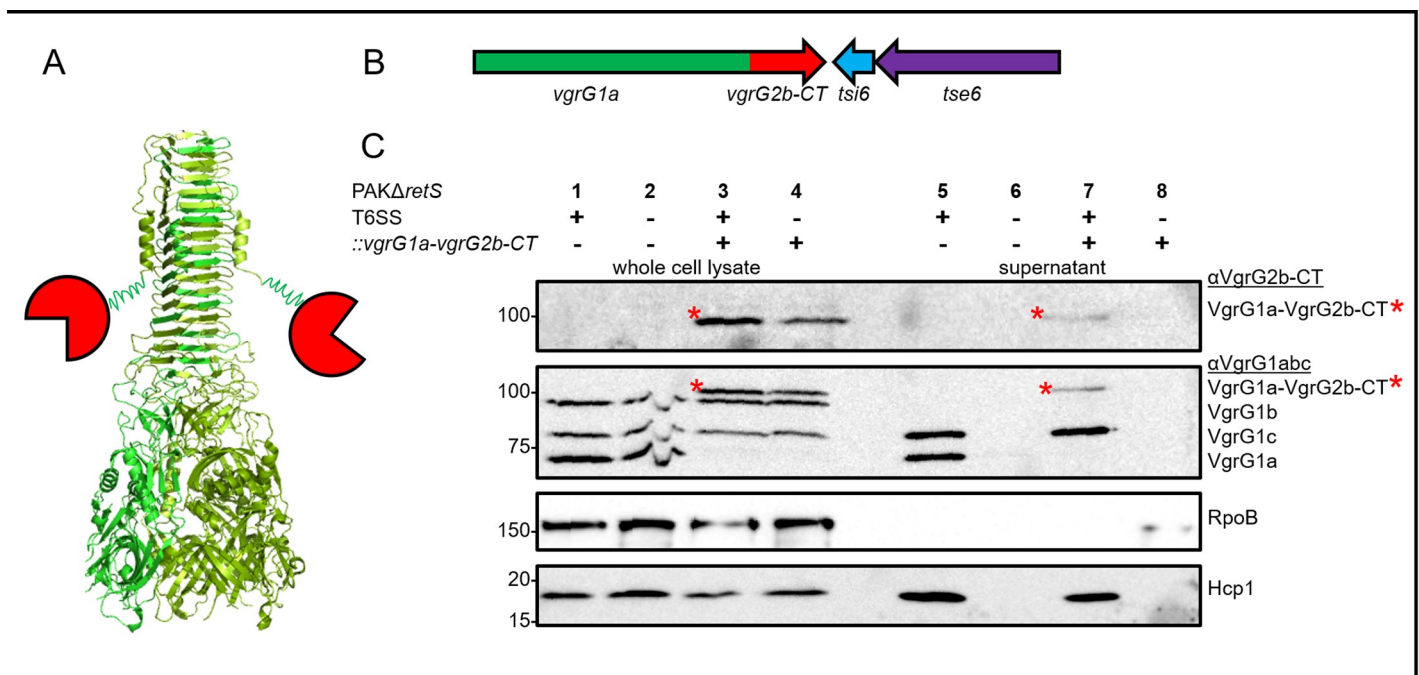 A
B
vgrG1a vgrG2b-CT tsi6 tse6
C
PAKΔretS 1 2 3 4 5 6 7 8
T6SS + - + - + - + -
::vgrG1a-vgrG2b-CT - - + + - - + +
whole cell lysate supernatant
αVgrG2b-CT
100 * * VgrG1a-VgrG2b-CT*
αVgrG1abc
100 * * VgrG1a-VgrG2b-CT*
VgrG1b
VgrG1c
75
VgrG1a
RpoB
150
20
Hcp1
15